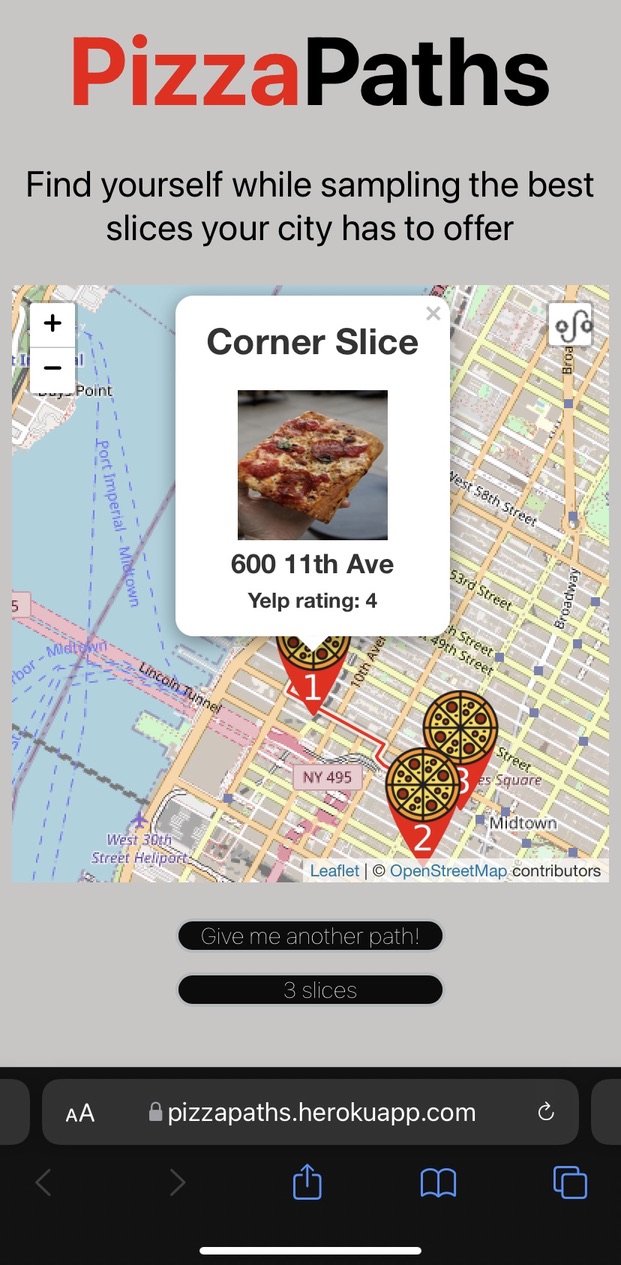 PizzaPaths
Find yourself while sampling the best
slices your city has to offer
+
−
Corner Slice
×
600 11th Ave
Yelp rating: 4
Point
Port Imperial - Midtown
Broa
West 58th Street
53rd Street
Broadway
49th Street
10th Ave
5
Midtown
Lincoln Tunnel
1
NY 495
3
Street
es Square
2
Midtown
West 30th
Street Heliport
Leaflet | © OpenStreetMap contributors
Give me another path!
3 slices
AA
pizzapaths.herokuapp.com